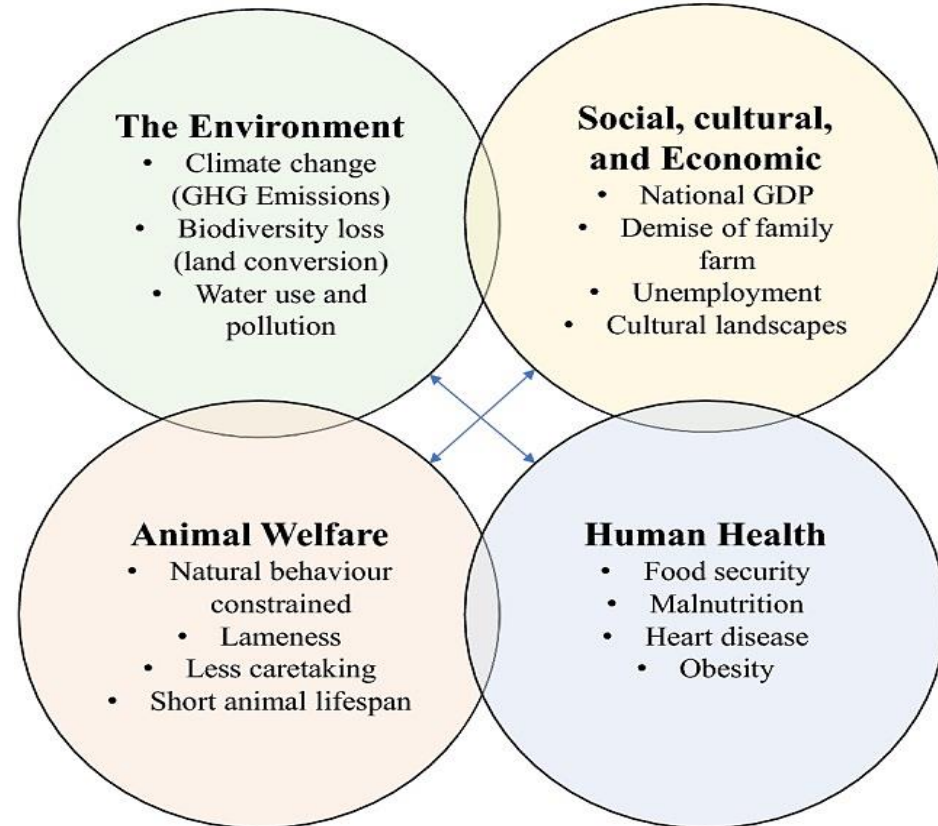 The Environment
• Climate change
(GHG Emissions)
• Biodiversity loss
(land conversion)
• Water use and
pollution
Social, cultural,
and Economic
• National GDP
• Demise of family
farm
• Unemployment
• Cultural landscapes
Animal Welfare
• Natural behaviour
constrained
• Lameness
• Less caretaking
• Short animal lifespan
Human Health
• Food security
• Malnutrition
• Heart disease
• Obesity